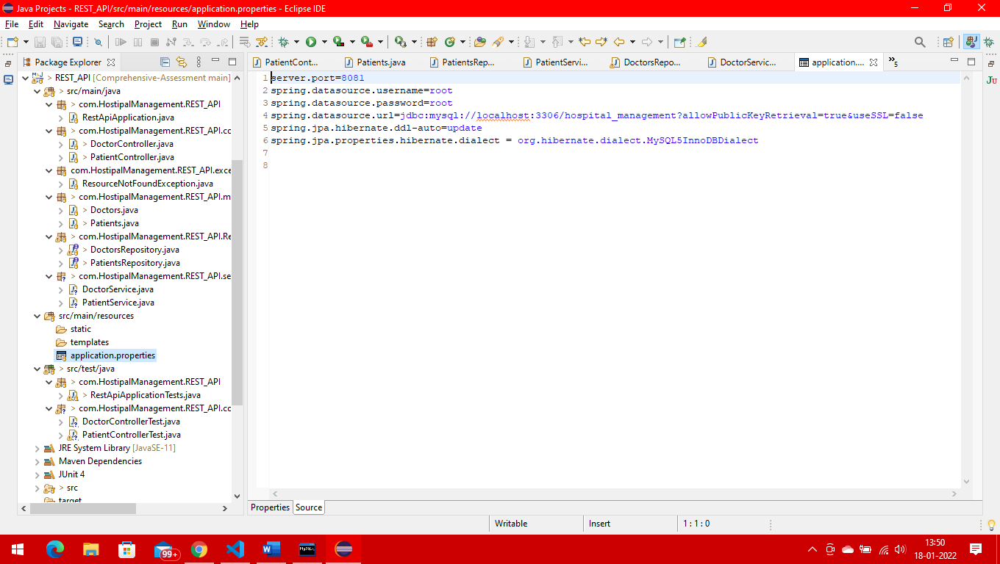 Java Projects - REST_API/src/main/resources/application.properties - Eclipse IDE
File Edit Navigate Search Project Run Window Help
Package Explorer
PatientCont...
Patients.java
PatientsRep...
PatientServi...
DoctorsRepo...
DoctorServic...
application....
»5
> REST_API [Comprehensive-Assessment main]
> src/main/java
> com.HostipalManagement.REST_API
> RestApiApplication.java
> com.HostipalManagement.REST_API.co
> DoctorController.java
> PatientController.java
com.HostipalManagement.REST_API.exce
ResourceNotFoundException.java
> com.HostipalManagement.REST_API.m
> Doctors.java
> Patients.java
> com.HostipalManagement.REST_API.Re
> DoctorsRepository.java
> PatientsRepository.java
> com.HostipalManagement.REST_API.se
DoctorService.java
PatientService.java
src/main/resources
static
templates
application.properties
> src/test/java
> com.HostipalManagement.REST_API
> RestApiApplicationTests.java
> com.HostipalManagement.REST_API.cc
DoctorControllerTest.java
PatientControllerTest.java
JRE System Library [JavaSE-11]
Maven Dependencies
JUnit 4
> src
target
1 server.port=8081
2 spring.datasource.username=root
3 spring.datasource.password=root
4 spring.datasource.url=jdbc:mysql://localhost:3306/hospital_management?allowPublicKeyRetrieval=true&useSSL=false
5 spring.jpa.hibernate.ddl-auto=update
6 spring.jpa.properties.hibernate.dialect = org.hibernate.dialect.MySQL5InnoDBDialect
7
8
Properties Source
Writable
Insert
1 : 1 : 0
Ju
99+
W
MySQL
13:50
18-01-2022